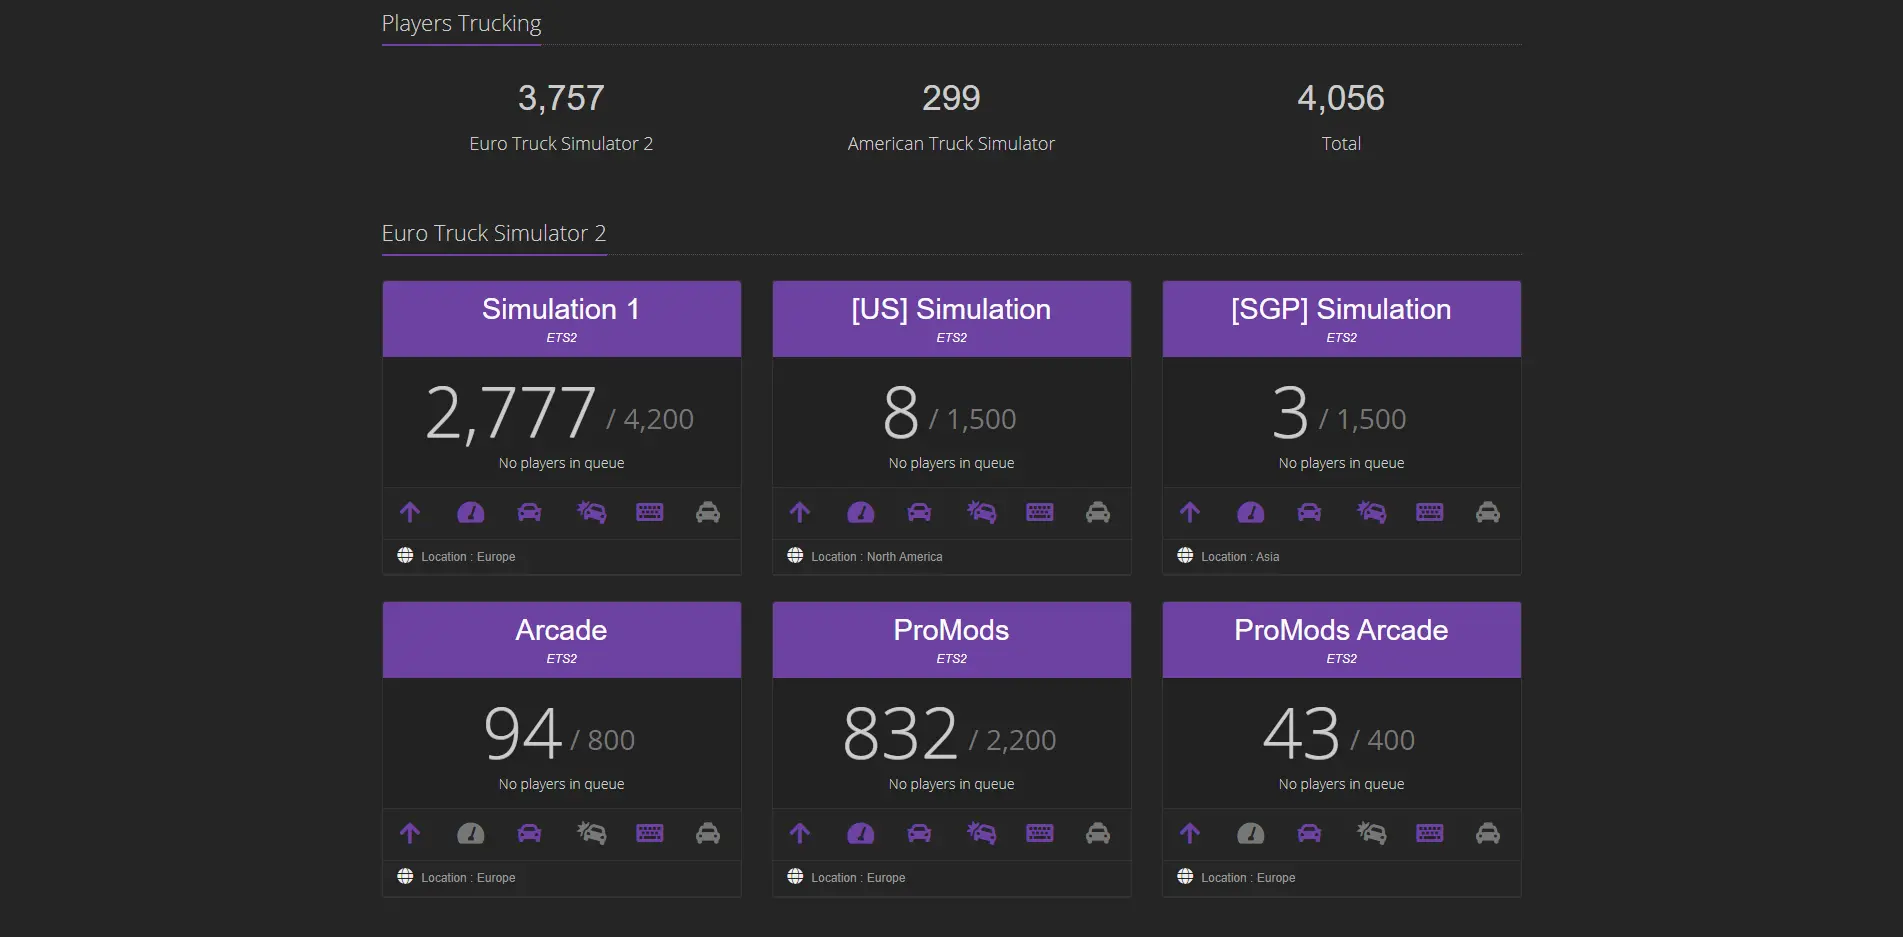 Players Trucking
3,757
299
4,056
Euro Truck Simulator 2
American Truck Simulator
Total
Euro Truck Simulator 2
Simulation 1
ETS2
[US] Simulation
ETS2
[SGP] Simulation
ETS2
2,777 / 4,200
No players in queue
8 / 1,500
No players in queue
3 / 1,500
No players in queue
Location : Europe
Location : North America
Location : Asia
Arcade
ETS2
ProMods
ETS2
ProMods Arcade
ETS2
94 / 800
No players in queue
832 / 2,200
No players in queue
43 / 400
No players in queue
Location : Europe
Location : Europe
Location : Europe